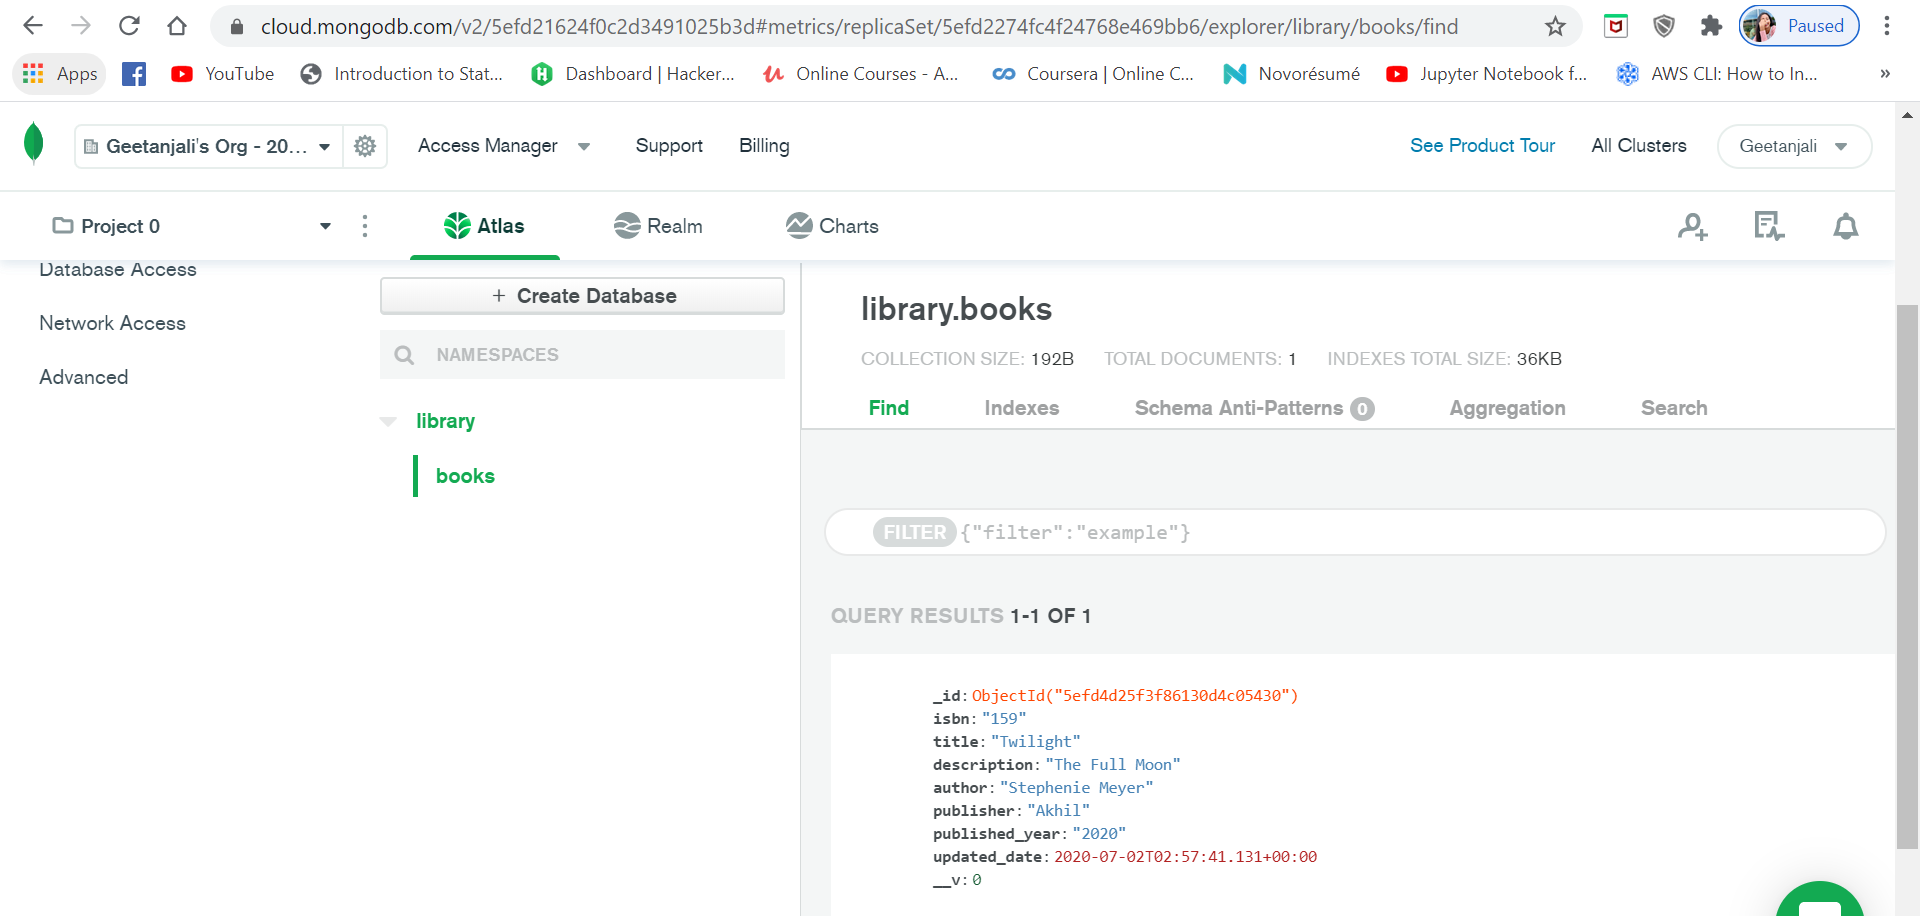 cloud.mongodb.com/v2/5efd21624f0c2d3491025b3d#metrics/replicaSet/5efd2274fc4f24768e469bb6/explorer/library/books/find
Paused
Apps
YouTube
Introduction to Stat...
Dashboard | Hacker...
Online Courses - A...
Coursera | Online C...
Novorésumé
Jupyter Notebook f...
AWS CLI: How to In...
»
Geetanjali's Org - 20...
Access Manager
Support
Billing
See Product Tour
All Clusters
Geetanjali
Project 0
Atlas
Realm
Charts
Database Access
Network Access
Advanced
+ Create Database
NAMESPACES
library
books
library.books
COLLECTION SIZE: 192B TOTAL DOCUMENTS: 1 INDEXES TOTAL SIZE: 36KB
Find Indexes Schema Anti-Patterns 0 Aggregation Search
FILTER {"filter":"example"}
QUERY RESULTS 1-1 OF 1
_id: ObjectId("5efd4d25f3f86130d4c05430")
isbn: "159"
title: "Twilight"
description: "The Full Moon"
author: "Stephenie Meyer"
publisher: "Akhil"
published_year: "2020"
updated_date: 2020-07-02T02:57:41.131+00:00
__v: 0